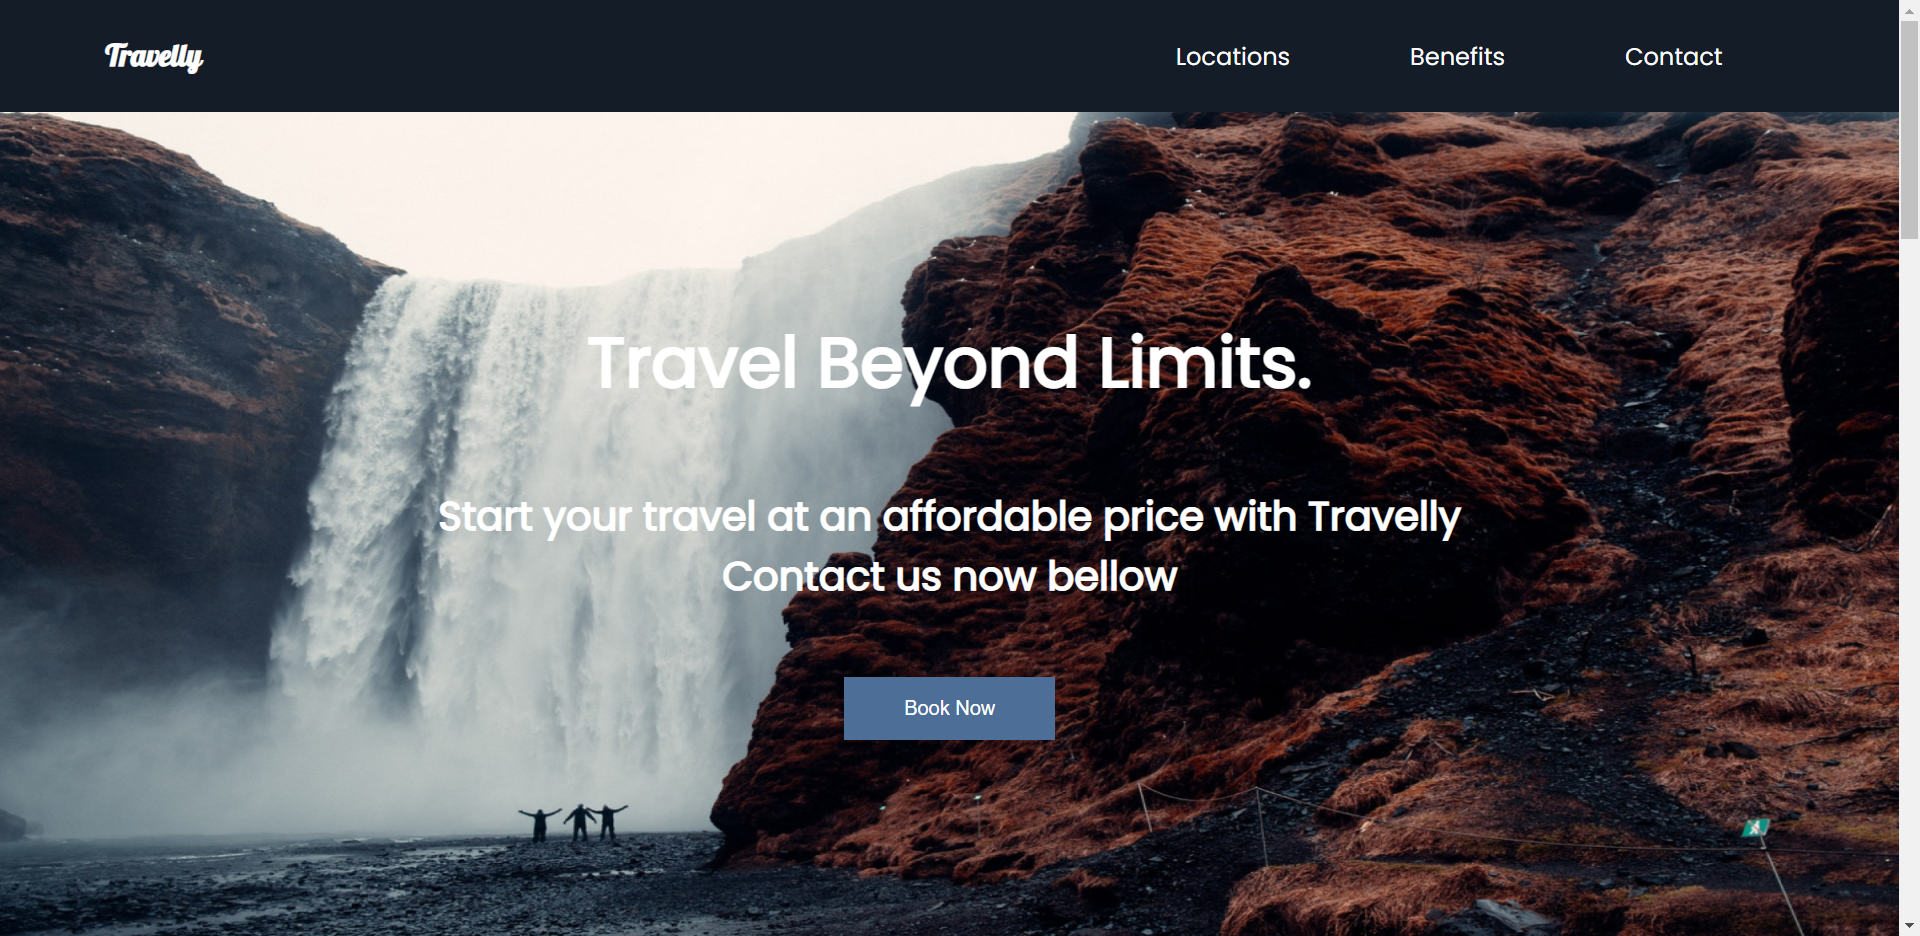 Travelly
Locations
Benefits
Contact
Travel Beyond Limits.
Start your travel at an affordable price with Travelly
Contact us now bellow
Book Now